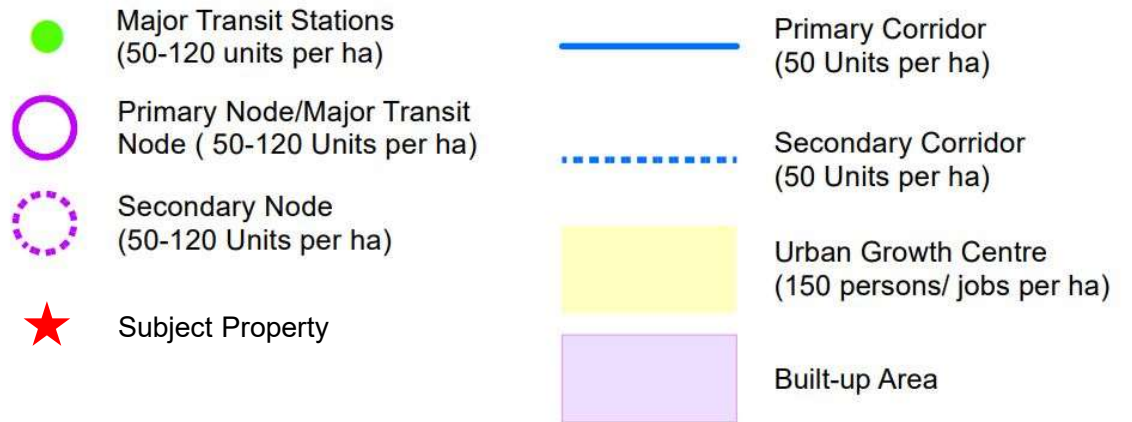 Major Transit Stations
(50-120 units per ha)
Primary Node/Major Transit
Node ( 50-120 Units per ha)
Secondary Node
(50-120 Units per ha)
Subject Property
Primary Corridor
(50 Units per ha)
Secondary Corridor
(50 Units per ha)
Urban Growth Centre
(150 persons/ jobs per ha)
Built-up Area